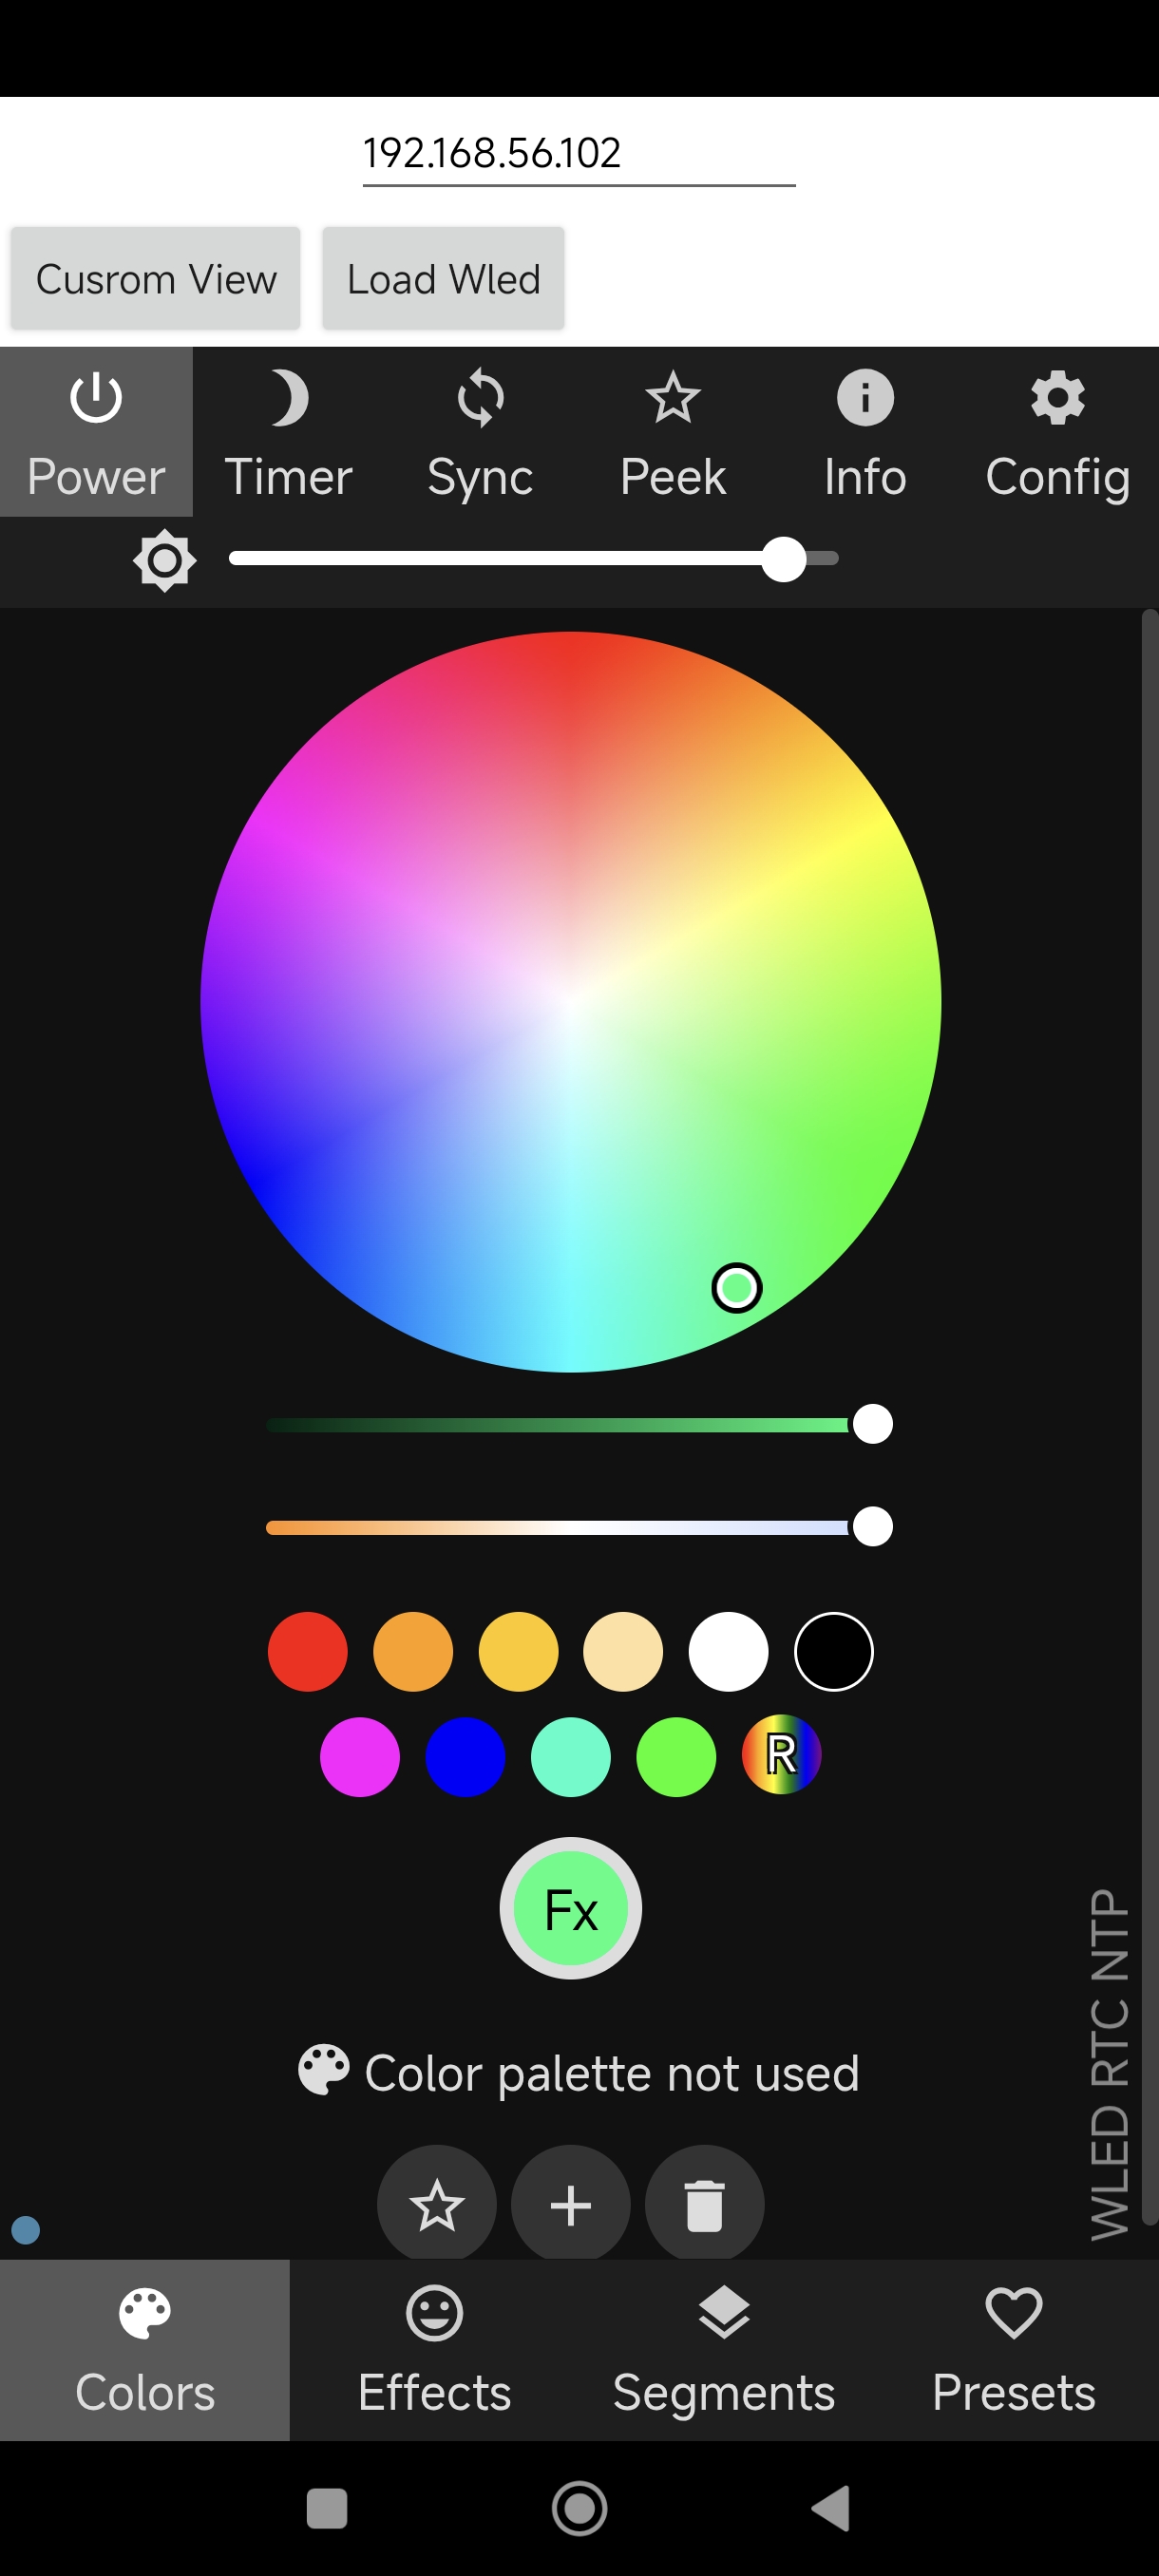 192.168.56.102
Cusrom View Load Wled
Power Timer Sync Peek Info Config
R
Fx
Color palette not used
WLED RTC NTP
Colors Effects Segments Presets